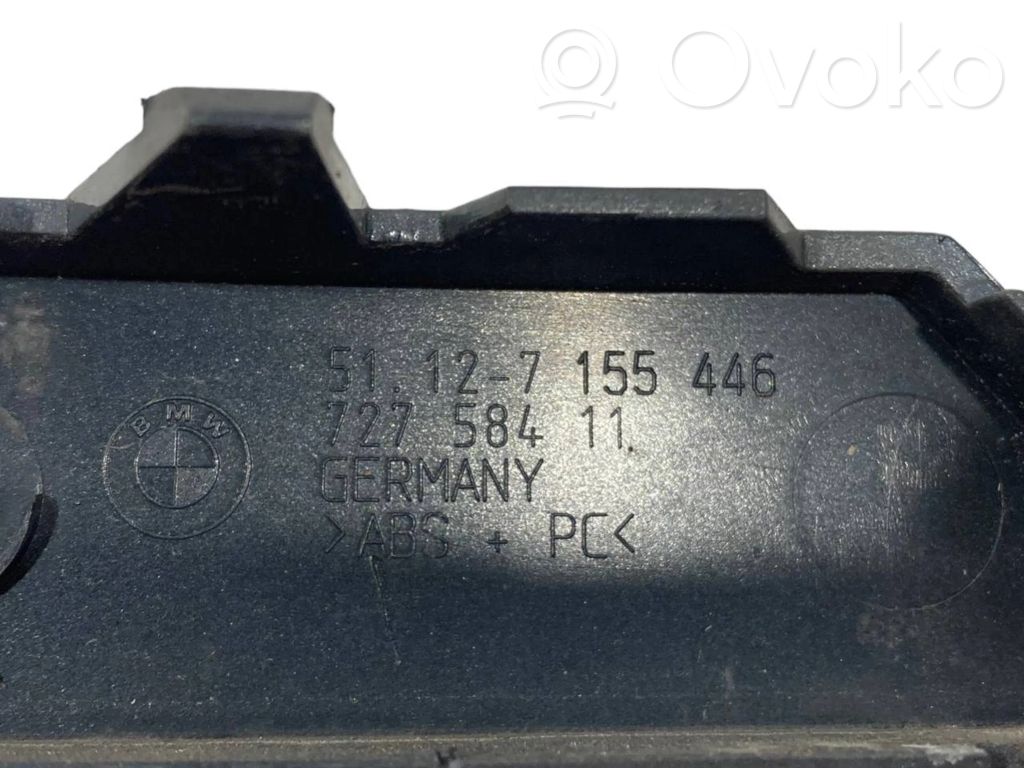 Ovoko
51.12-7 155 446
727 584 11
BMW
GERMANY
>ABS + PC<